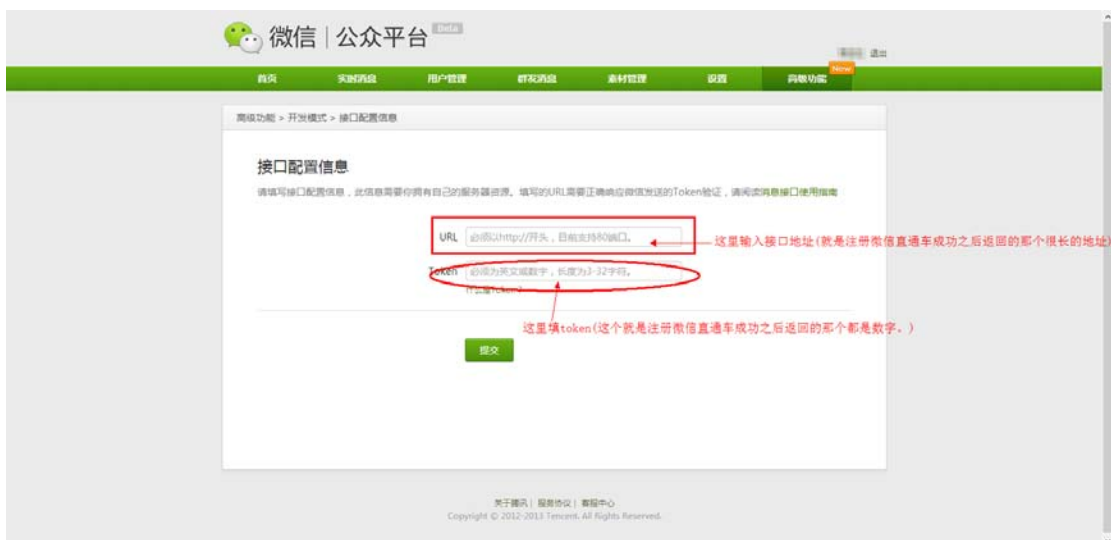 微信 | 公众平台 Beta
退出
首页 实时消息 用户管理 群发消息 素材管理 设置 高级功能 New
高级功能 > 开发模式 > 接口配置信息
接口配置信息
请填写接口配置信息，此信息需要你拥有自己的服务器资源。填写的URL需要正确响应微信发送的Token验证，请阅读消息接口使用指南
URL 必须以http://开头，目前支持80端口。
这里输入接口地址(就是注册微信直通车成功之后返回的那个很长的地址)
Token 必须为英文或数字，长度为3-32字符。
什么是Token?
这里填token(这个就是注册微信直通车成功之后返回的那个都是数字。)
提交
关于腾讯 | 服务协议 | 客服中心
Copyright © 2012-2013 Tencent. All Rights Reserved.